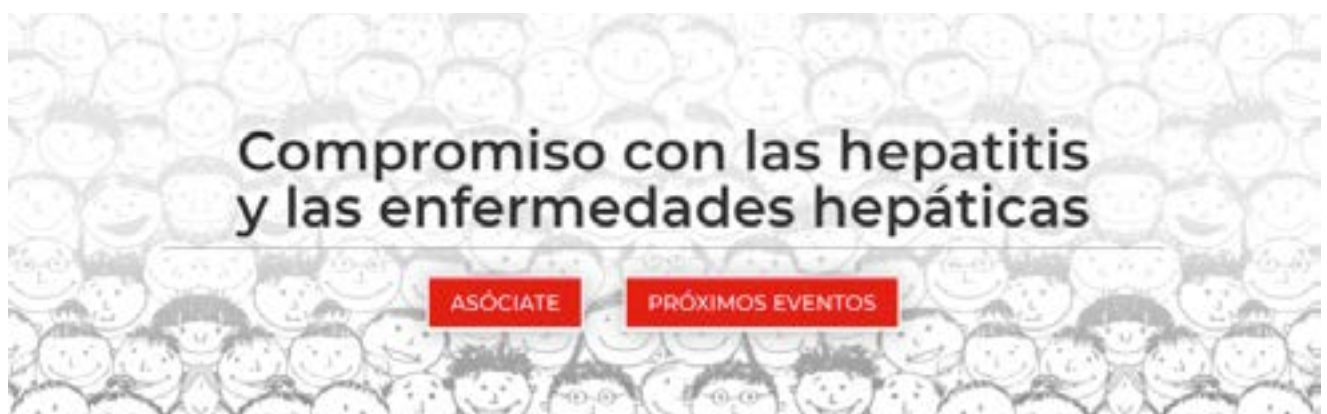 Compromiso con las hepatitis
y las enfermedades hepáticas
ASÓCIATE
PRÓXIMOS EVENTOS